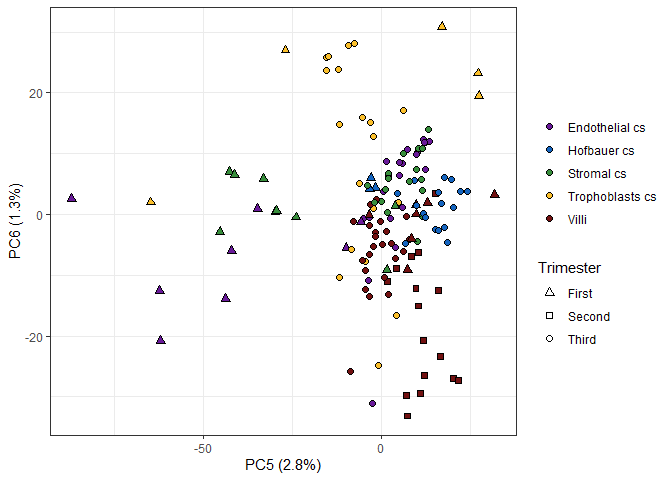 20
0
-20
PC6 (1.3%)
-50
0
PC5 (2.8%)
Endothelial cs
Hofbauer cs
Stromal cs
Trophoblasts cs
Villi
Trimester
First
Second
Third